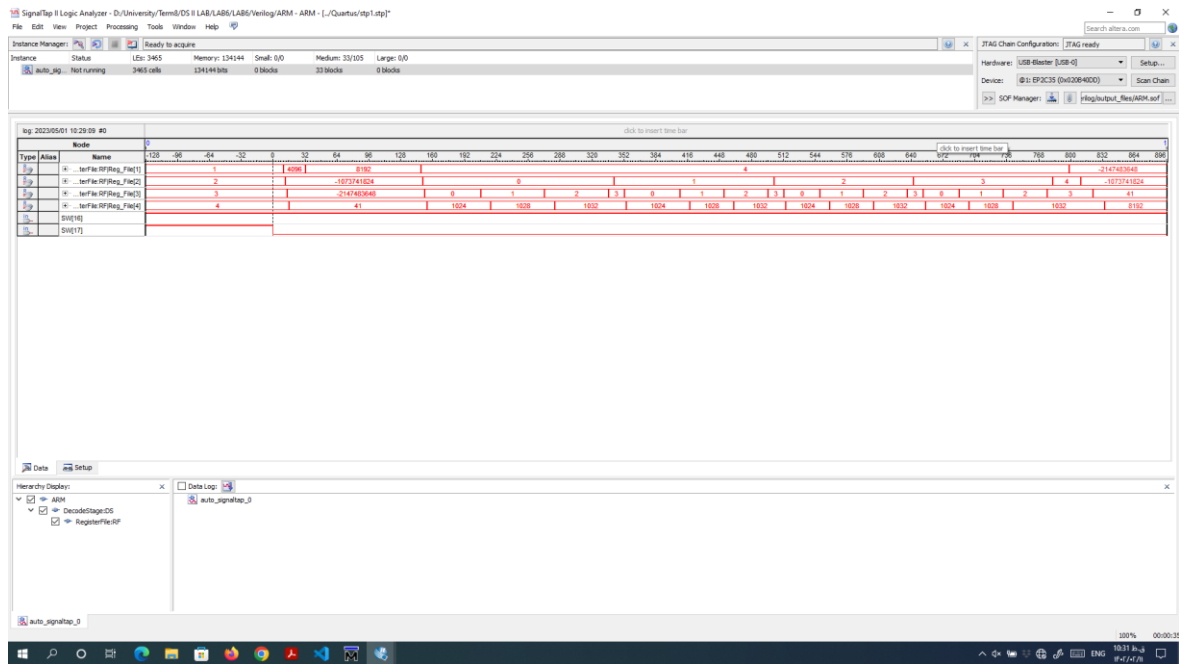 SignalTap II Logic Analyzer - D:/University/Term8/DS II LAB/LAB6/LAB6/Verilog/ARM - ARM - [../Quartus/stp1.stp]*
File Edit View Project Processing Tools Window Help
Search altera.com
Instance Manager: Ready to acquire
JTAG Chain Configuration: JTAG ready
Instance Status LEs: 3465 Memory: 134144 Small: 0/0 Medium: 33/105 Large: 0/0
auto_sig... Not running 3465 cells 134144 bits 0 blocks 33 blocks 0 blocks
Hardware: USB-Blaster [USB-0] Setup...
Device: @1: EP2C35 (0x020B40DD) Scan Chain
>> SOF Manager: rilog/output_files/ARM.sof ...
log: 2023/05/01 10:29:09 #0 click to insert time bar
Node 0 1
click to insert time bar
Type Alias Name -128 -96 -64 -32 0 32 64 96 128 160 192 224 256 288 320 352 384 416 448 480 512 544 576 608 640 672 704 736 768 800 832 864 896
...terFile:RF|Reg_File[1] 1 4096 8192 4 -2147483648
...terFile:RF|Reg_File[2] 2 -1073741824 0 1 2 3 4 -1073741824
...terFile:RF|Reg_File[3] 3 -2147483648 0 1 2 3 0 1 2 3 0 1 2 3 0 1 2 3 41
...terFile:RF|Reg_File[4] 4 41 1024 1028 1032 1024 1028 1032 1024 1028 1032 1024 1028 1032 8192
SW[16]
SW[17]
Data Setup
Hierarchy Display: Data Log:
ARM auto_signaltap_0
DecodeStage:DS
RegisterFile:RF
auto_signaltap_0
100% 00:00:35
ENG 10:31 ق.ظ